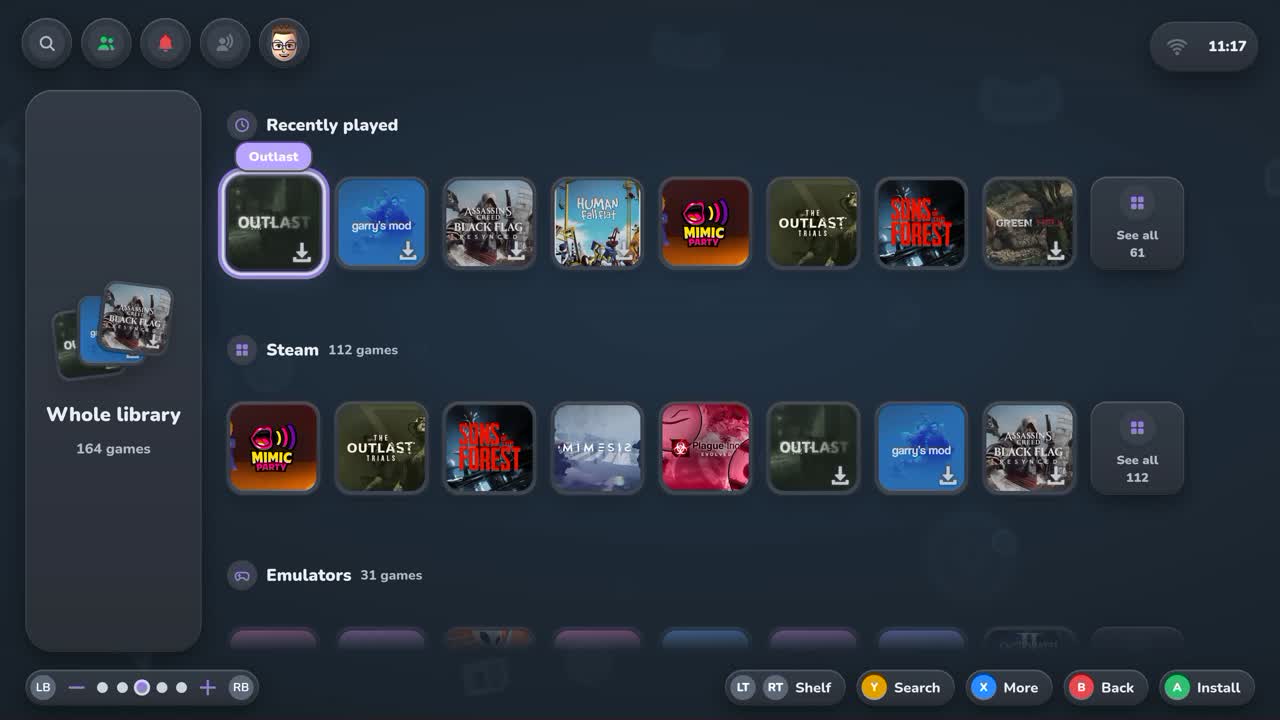 11:17
Recently played
Outlast
OUTLAST
garry's mod
ASSASSIN'S CREED BLACK FLAG RESYNCED
HUMAN fall flat
MIMIC PARTY
THE OUTLAST TRIALS
SONS OF THE FOREST
GREEN HELL
See all
61
Whole library
164 games
Steam 112 games
MIMIC PARTY
THE OUTLAST TRIALS
SONS OF THE FOREST
MIMESIS
Plague Inc EVOLVED
OUTLAST
garry's mod
ASSASSIN'S CREED BLACK FLAG RESYNCED
See all
112
Emulators 31 games
LB
RB
LT RT Shelf
Y Search
X More
B Back
A Install